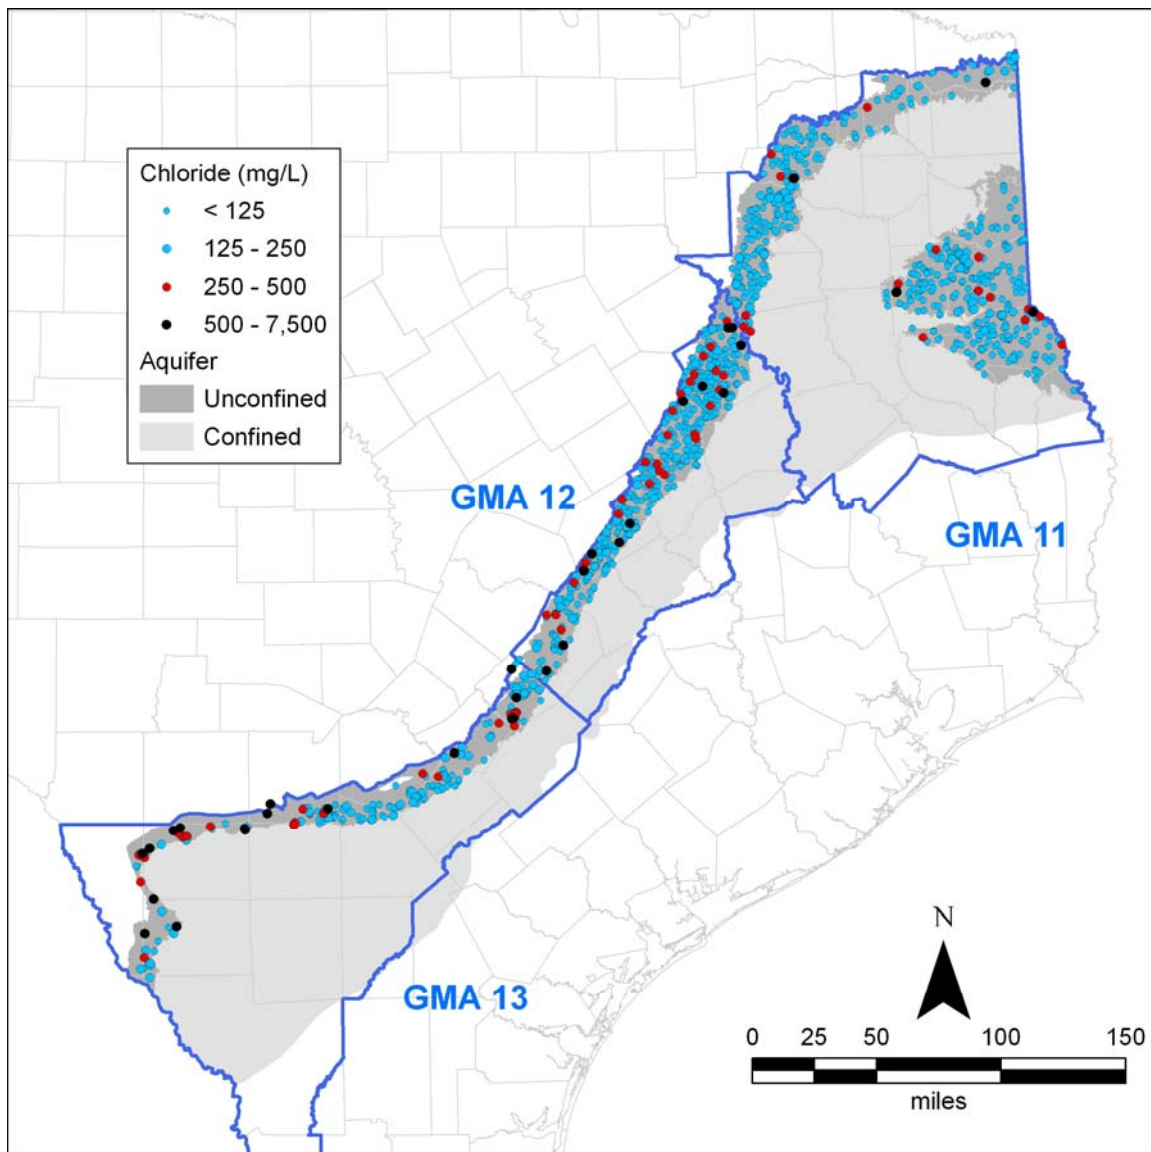 Chloride (mg/L)
< 125
125 - 250
250 - 500
500 - 7,500
Aquifer
Unconfined
Confined
GMA 12
GMA 11
GMA 13
N
0 25 50 100 150
miles